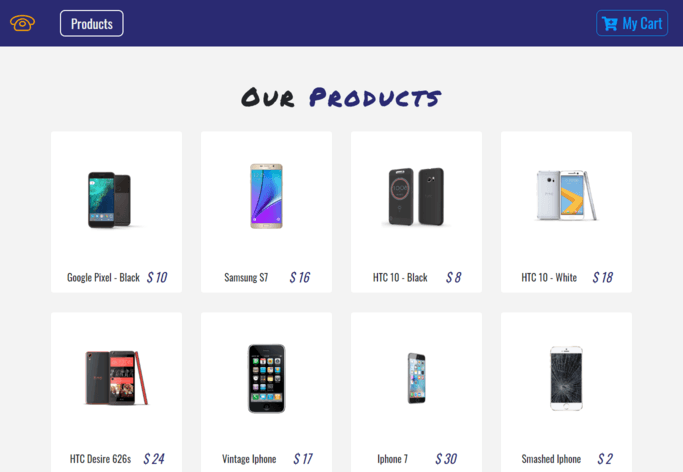 Products
My Cart
Our Products
Google Pixel - Black $ 10
Samsung S7 $ 16
HTC 10 - Black $ 8
HTC 10 - White $ 18
HTC Desire 626s $ 24
Vintage Iphone $ 17
Iphone 7 $ 30
Smashed Iphone $ 2